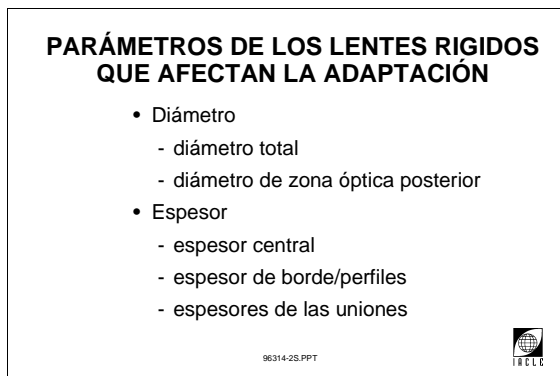 PARÁMETROS DE LOS LENTES RIGIDOS
QUE AFECTAN LA ADAPTACIÓN
• Diámetro
- diámetro total
- diámetro de zona óptica posterior
• Espesor
- espesor central
- espesor de borde/perfiles
- espesores de las uniones
96314-2S.PPT
IACLE